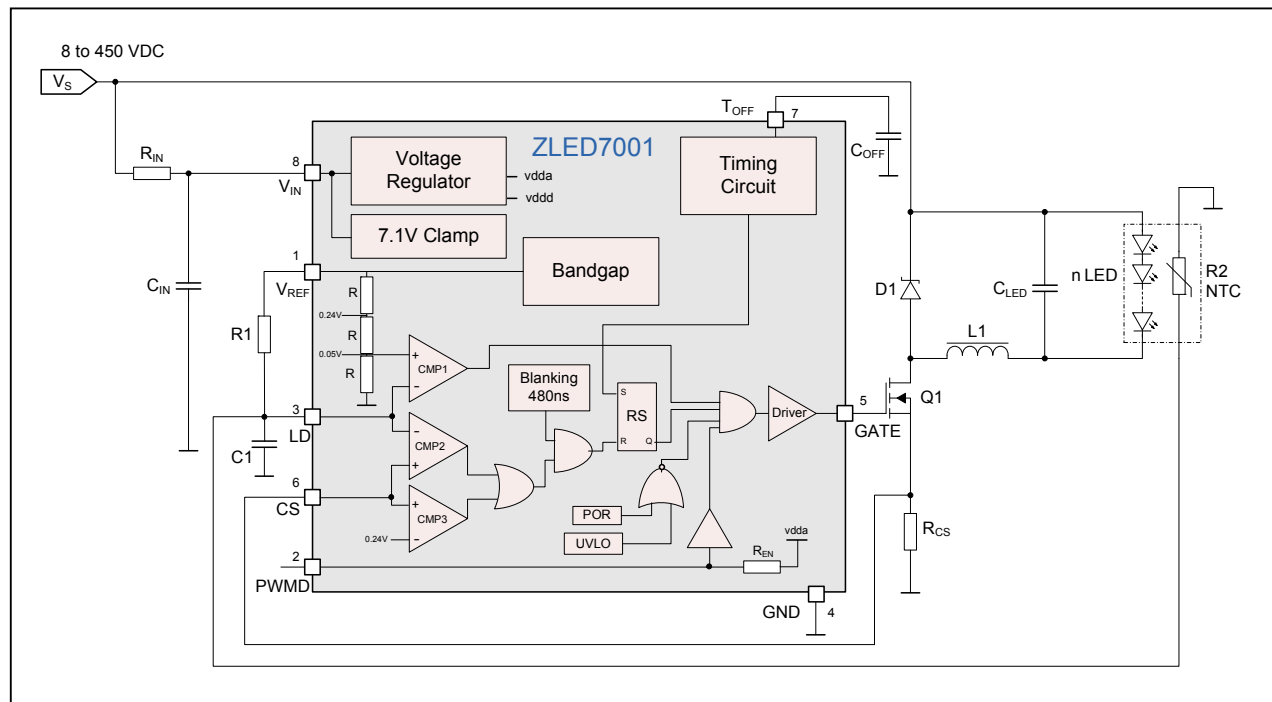 8 to 450 VDC
VS
TOFF
7
COFF
ZLED7001
RIN
8
VIN
Voltage
Regulator
vdda
vddd
Timing
Circuit
7.1V Clamp
1
VREF
Bandgap
CIN
R1
R
0.24V
R
0.05V
R
+
CMP1
−
Blanking
480ns
S
RS
R
Q
Driver
5
GATE
Q1
D1
L1
CLED
n LED
R2
NTC
3
LD
C1
−
CMP2
+
6
CS
+
CMP3
0.24V
−
POR
UVLO
REN
vdda
2
PWMD
GND
4
RCS